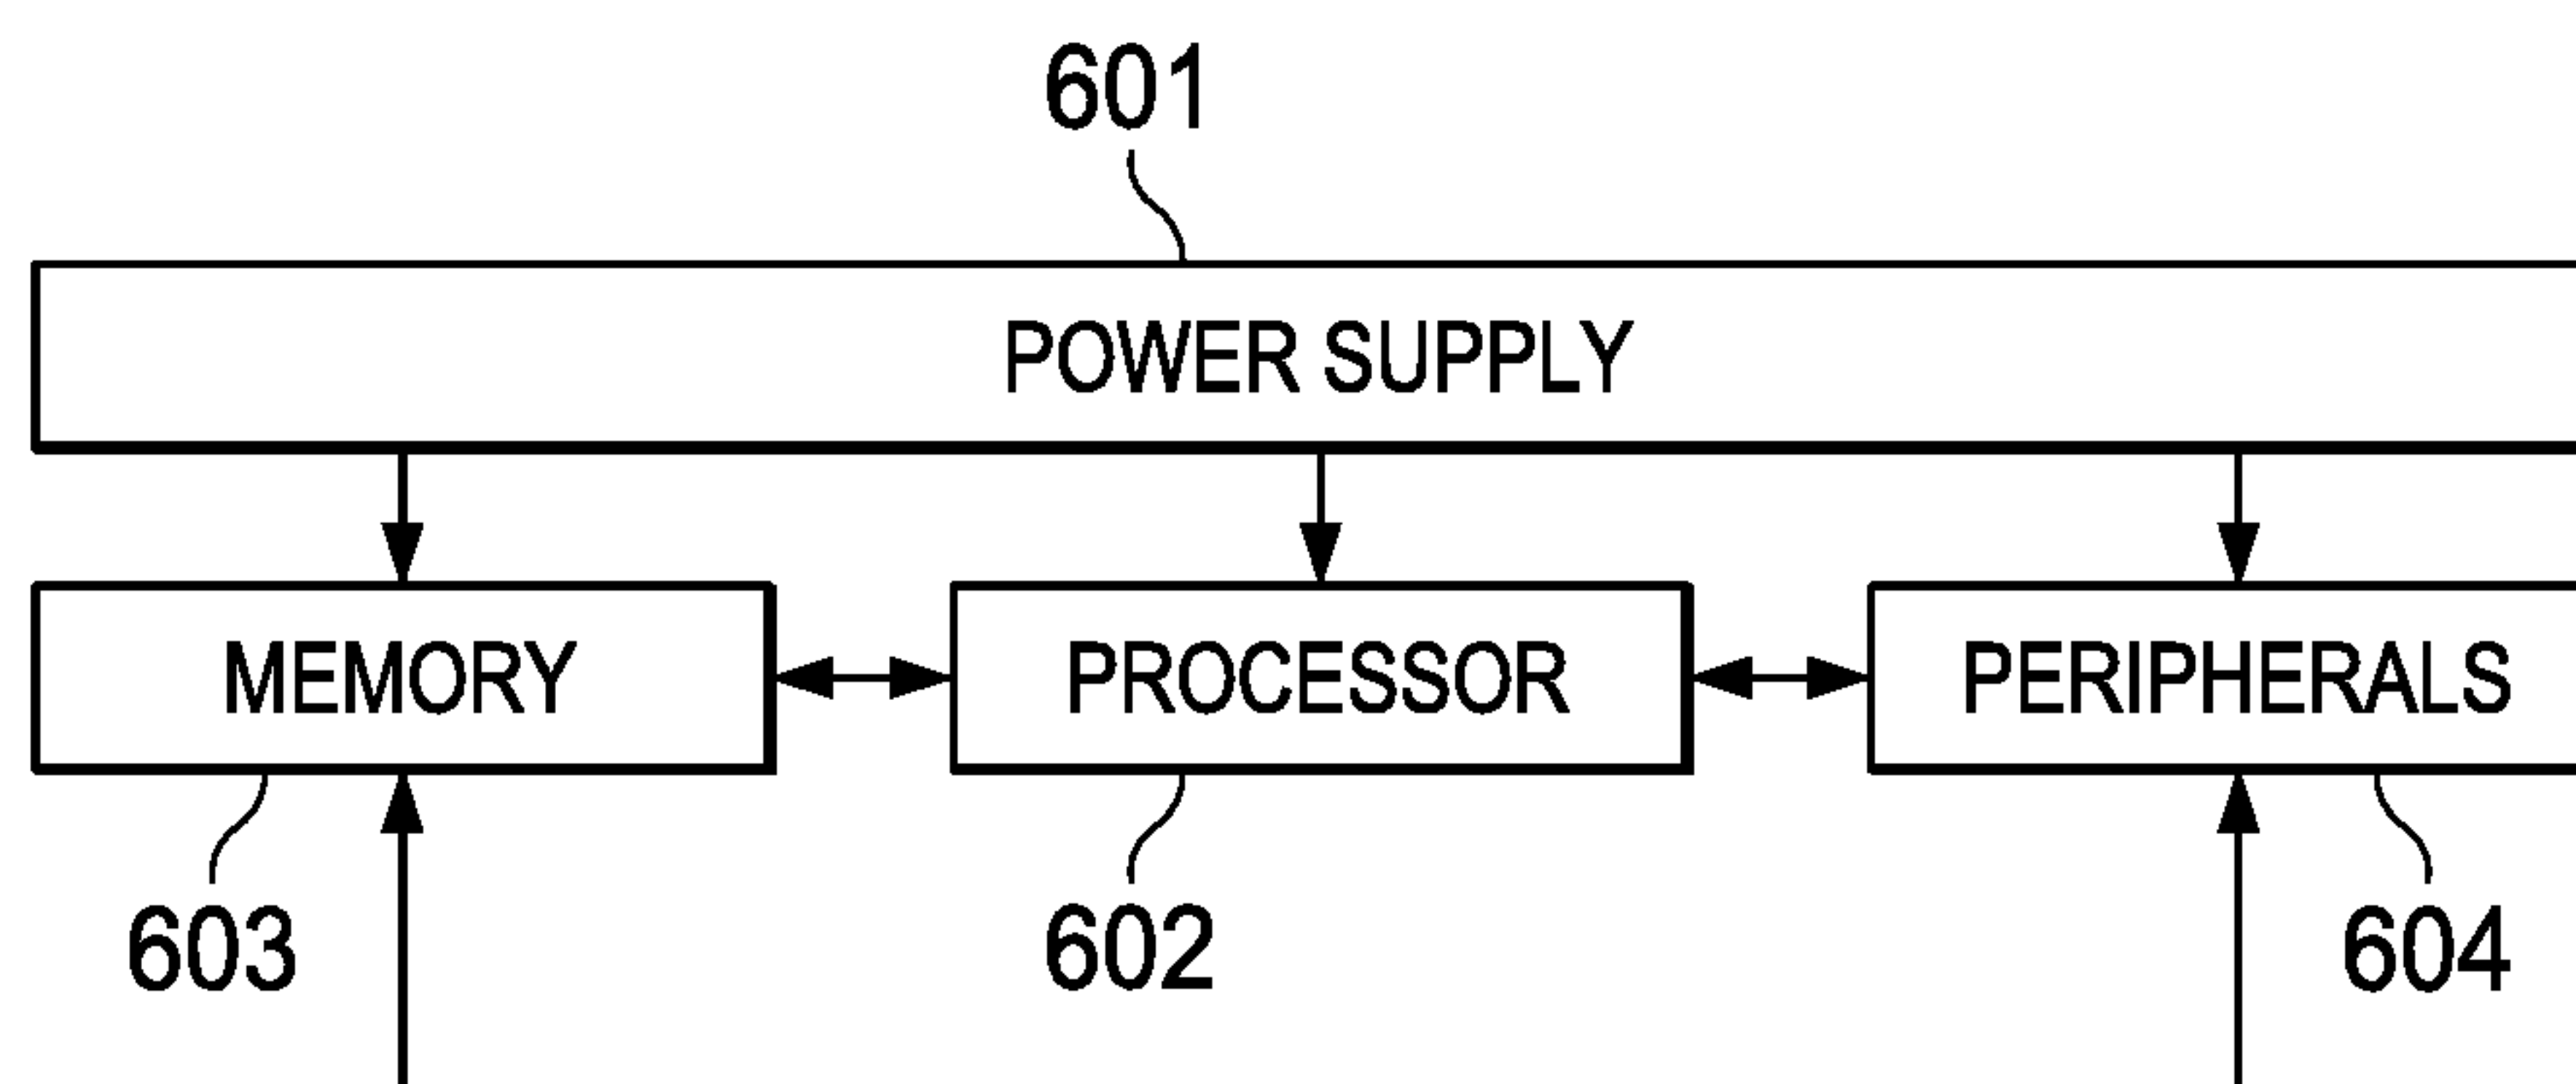 601
POWER SUPPLY
MEMORY
PROCESSOR
PERIPHERALS
603
602
604